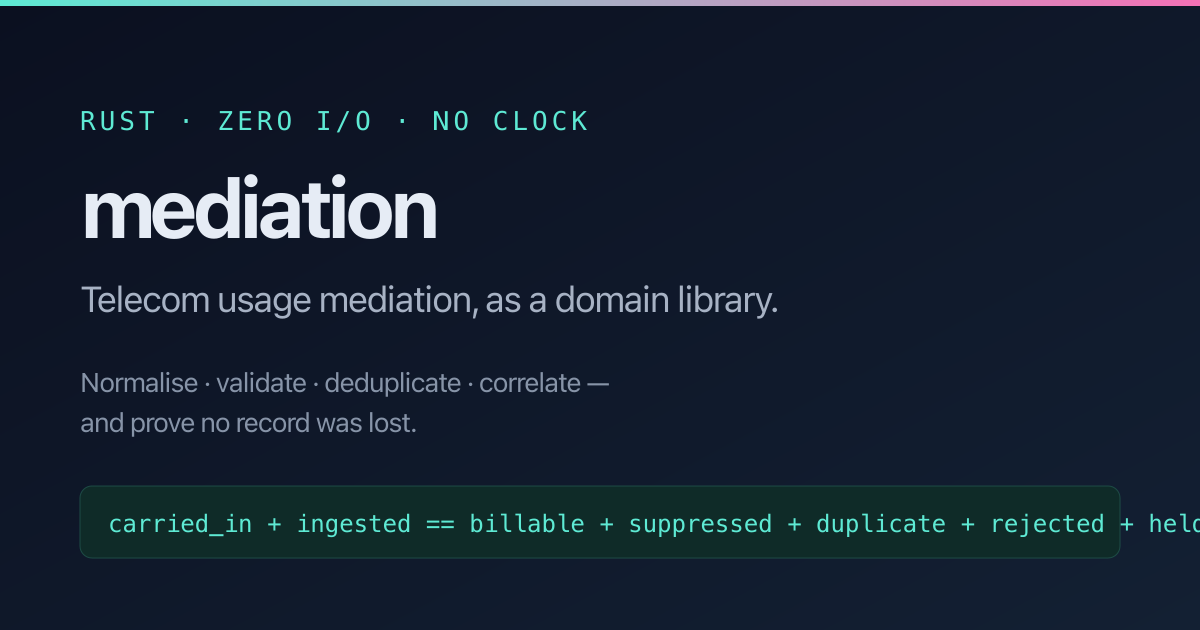 RUST · ZERO I/O · NO CLOCK
mediation
Telecom usage mediation, as a domain library.
Normalise · validate · deduplicate · correlate —
and prove no record was lost.
carried_in + ingested == billable + suppressed + duplicate + rejected +